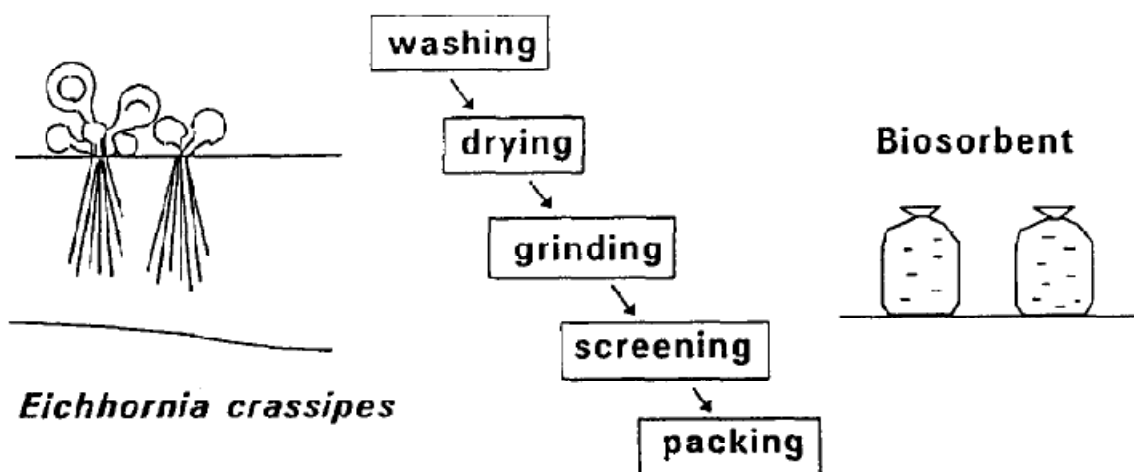 washing
drying
Biosorbent
grinding
screening
Eichhornia crassipes
packing